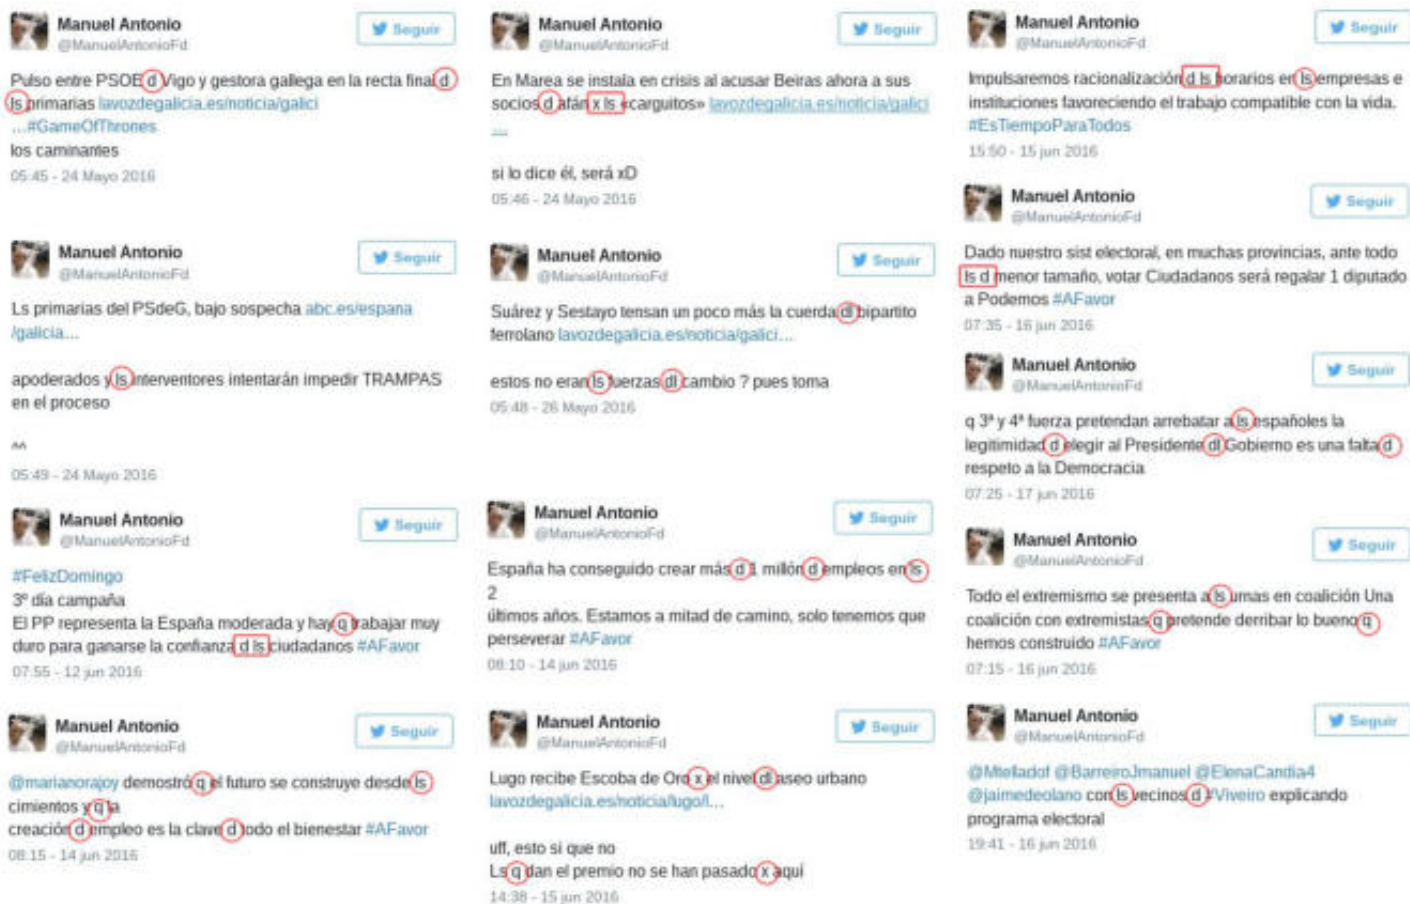 Manuel Antonio
@ManuelAntonioFd
Seguir
Pulso entre PSOE d Vigo y gestora gallega en la recta final d
ls primarias lavozdegalicia.es/noticia/galici
…#GameOfThrones
los caminantes
05:45 - 24 Mayo 2016
Manuel Antonio
@ManuelAntonioFd
Seguir
Ls primarias del PSdeG, bajo sospecha abc.es/espana
/galicia…
apoderados y ls interventores intentarán impedir TRAMPAS
en el proceso
^^
05:49 - 24 Mayo 2016
Manuel Antonio
@ManuelAntonioFd
Seguir
#FelizDomingo
3º día campaña
El PP representa la España moderada y hay q trabajar muy
duro para ganarse la confianza d ls ciudadanos #AFavor
07:55 - 12 jun 2016
Manuel Antonio
@ManuelAntonioFd
Seguir
@marianorajoy demostró q el futuro se construye desde ls
cimientos y q la
creación d empleo es la clave d todo el bienestar #AFavor
08:15 - 14 jun 2016
Manuel Antonio
@ManuelAntonioFd
Seguir
En Marea se instala en crisis al acusar Beiras ahora a sus
socios d afán x ls «carguitos» lavozdegalicia.es/noticia/galici
…
si lo dice él, será xD
05:46 - 24 Mayo 2016
Manuel Antonio
@ManuelAntonioFd
Seguir
Suárez y Sestayo tensan un poco más la cuerda dl bipartito
ferrolano lavozdegalicia.es/noticia/galici…
estos no eran ls fuerzas dl cambio ? pues toma
05:48 - 26 Mayo 2016
Manuel Antonio
@ManuelAntonioFd
Seguir
España ha conseguido crear más d 1 millón d empleos en ls
2
últimos años. Estamos a mitad de camino, solo tenemos que
perseverar #AFavor
08:10 - 14 jun 2016
Manuel Antonio
@ManuelAntonioFd
Seguir
Lugo recibe Escoba de Oro x el nivel dl aseo urbano
lavozdegalicia.es/noticia/lugo/l…
uff, esto si que no
Ls q dan el premio no se han pasado x aquí
14:38 - 15 jun 2016
Manuel Antonio
@ManuelAntonioFd
Seguir
Impulsaremos racionalización d ls horarios en ls empresas e
instituciones favoreciendo el trabajo compatible con la vida.
#EsTiempoParaTodos
15:50 - 15 jun 2016
Manuel Antonio
@ManuelAntonioFd
Seguir
Dado nuestro sist electoral, en muchas provincias, ante todo
ls d menor tamaño, votar Ciudadanos será regalar 1 diputado
a Podemos #AFavor
07:35 - 16 jun 2016
Manuel Antonio
@ManuelAntonioFd
Seguir
q 3ª y 4ª fuerza pretendan arrebatar a ls españoles la
legitimidad d elegir al Presidente dl Gobierno es una falta d
respeto a la Democracia
07:25 - 17 jun 2016
Manuel Antonio
@ManuelAntonioFd
Seguir
Todo el extremismo se presenta a ls urnas en coalición Una
coalición con extremistas q pretende derribar lo bueno q
hemos construido #AFavor
07:15 - 16 jun 2016
Manuel Antonio
@ManuelAntonioFd
Seguir
@Mtelladof @BarreiroJmanuel @ElenaCandia4
@jaimedeolano con ls vecinos d #Viveiro explicando
programa electoral
19:41 - 16 jun 2016